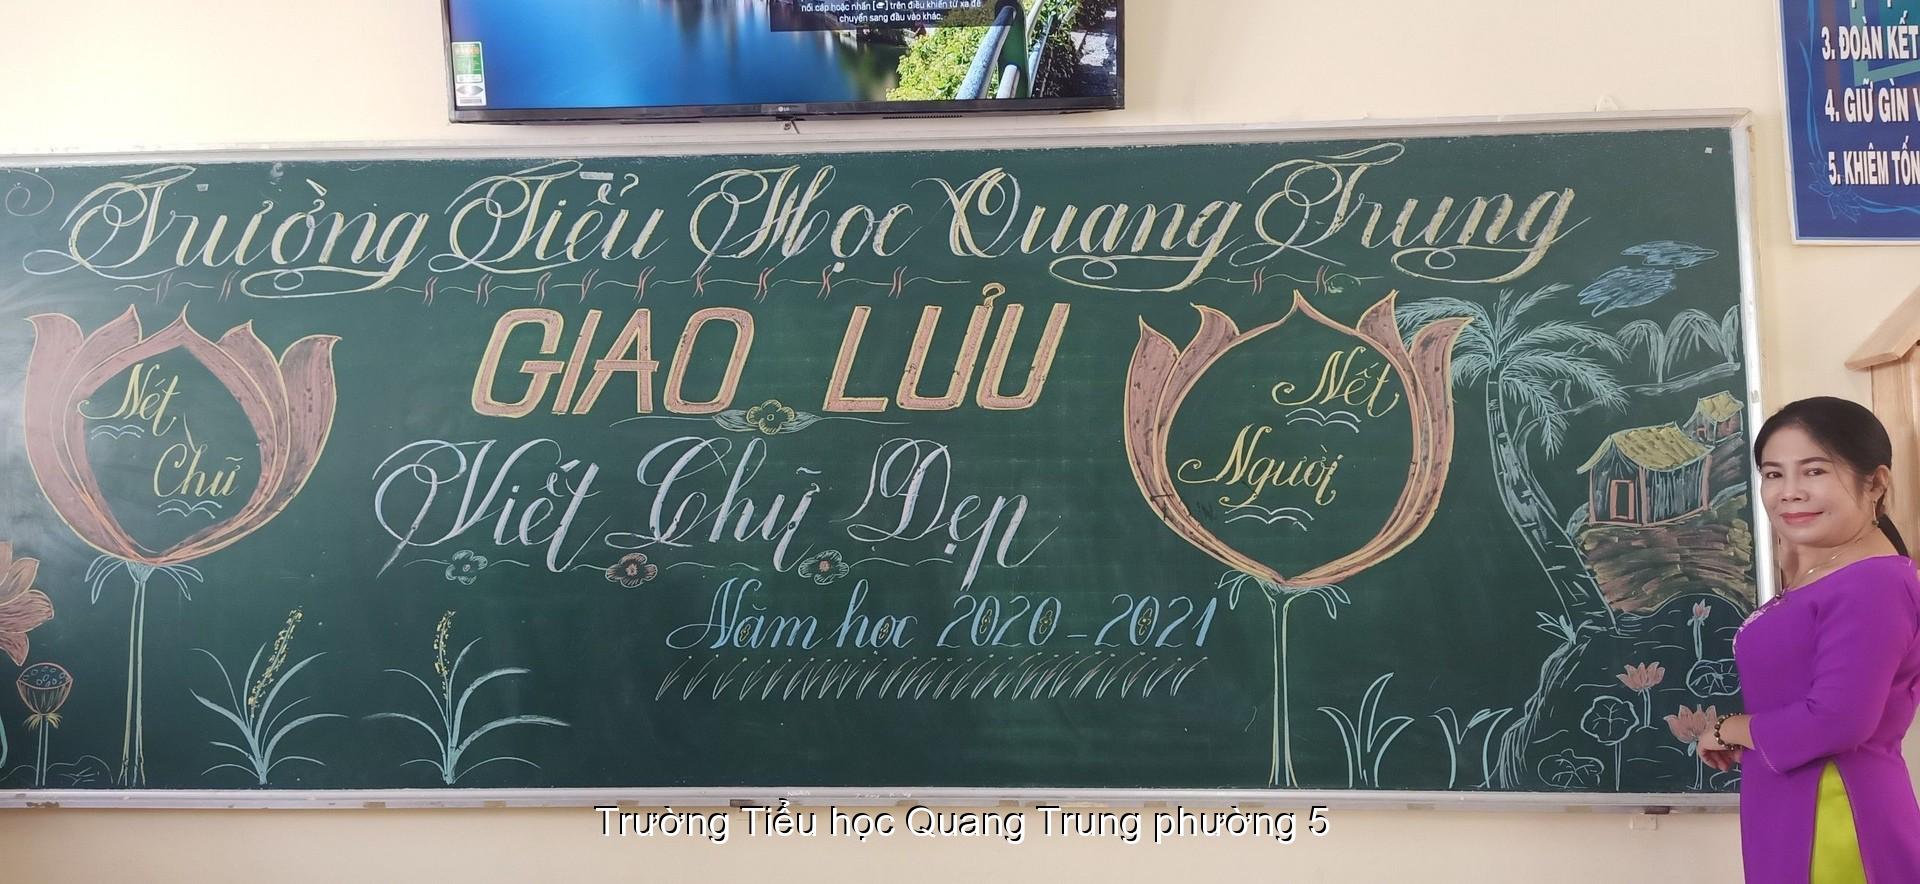 nối cáp hoặc nhấn [ ] trên điều khiển từ xa để
chuyển sang đầu vào khác.
LG
3. ĐOÀN KẾT
4. GIỮ GÌN V
5. KHIÊM TỐN
Trường Tiểu Học Quang Trung
GIAO LƯU
Nét
Chữ
Nết
Người
Viết Chữ Đẹp
Năm học 2020-2021
Trường Tiểu học Quang Trung phường 5